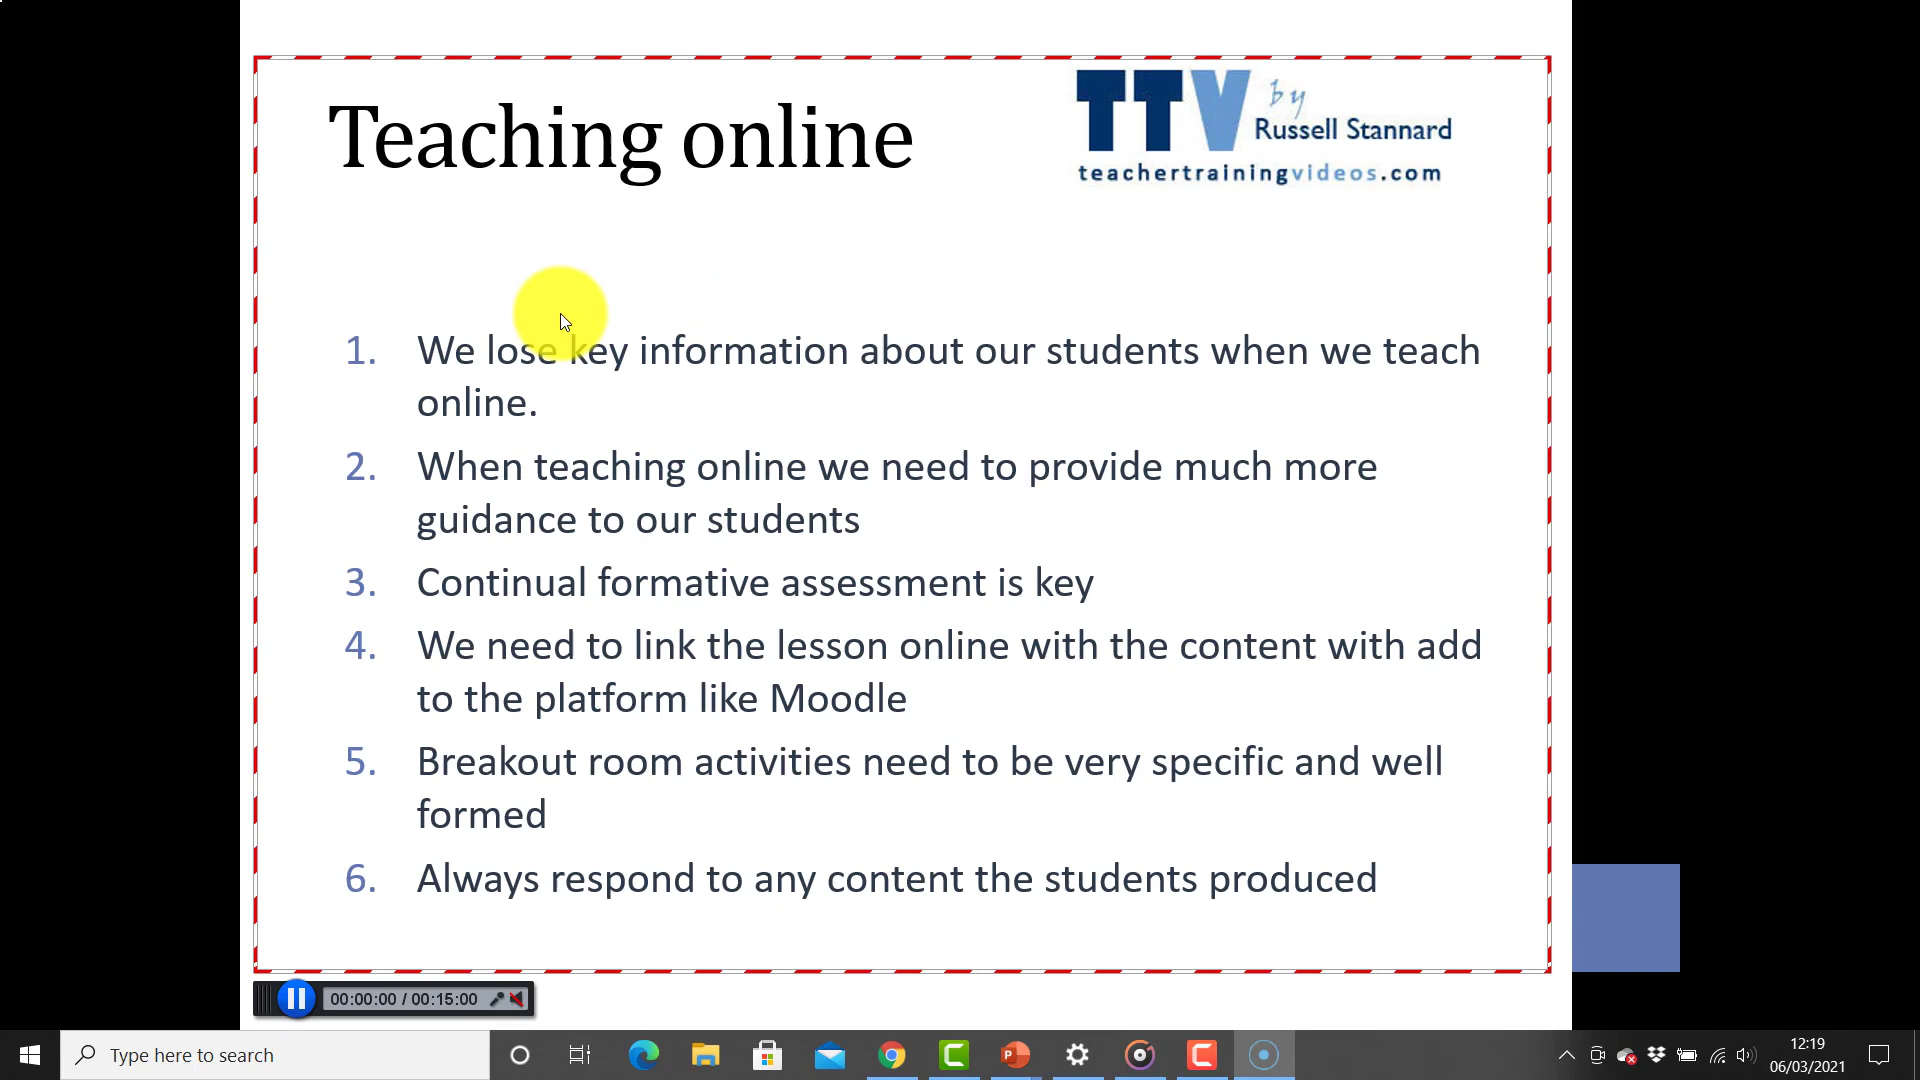 Teaching online
TTV by
Russell Stannard
teachertrainingvideos.com
1. We lose key information about our students when we teach
online.
2. When teaching online we need to provide much more
guidance to our students
3. Continual formative assessment is key
4. We need to link the lesson online with the content with add
to the platform like Moodle
5. Breakout room activities need to be very specific and well
formed
6. Always respond to any content the students produced
00:00:00 / 00:15:00
Type here to search
12:19
06/03/2021